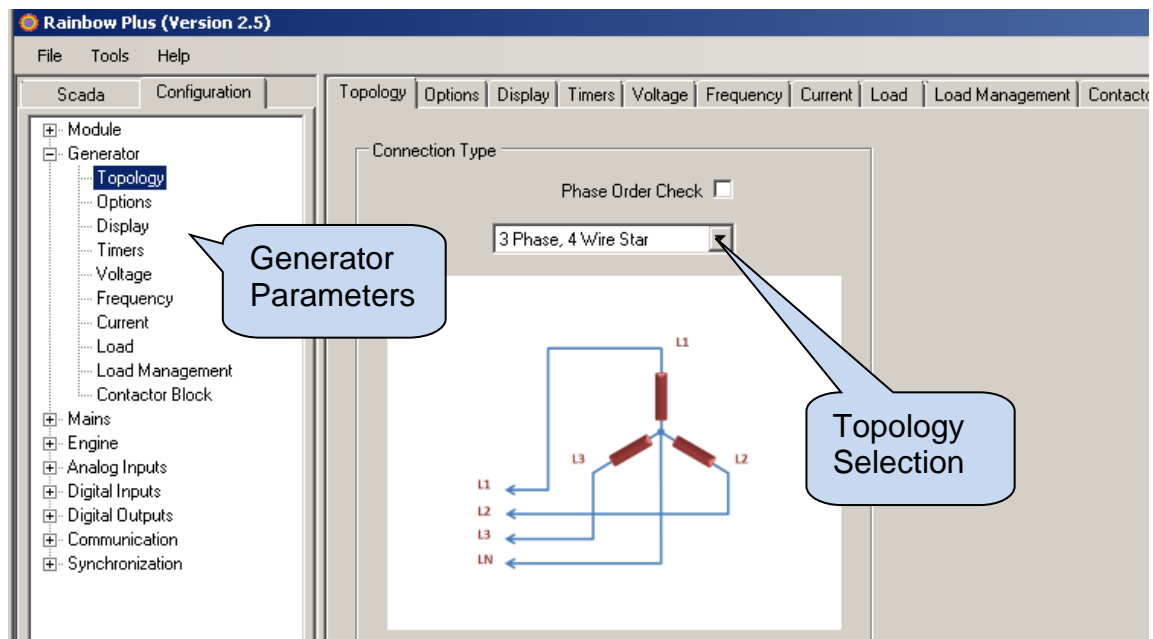 Rainbow Plus (Version 2.5)
File Tools Help
Scada Configuration
Topology Options Display Timers Voltage Frequency Current Load Load Management Contacto
Module
Generator
Topology
Options
Display
Timers
Voltage
Frequency
Current
Load
Load Management
Contactor Block
Mains
Engine
Analog Inputs
Digital Inputs
Digital Outputs
Communication
Synchronization
Generator
Parameters
Connection Type
Phase Order Check
3 Phase, 4 Wire Star
L1
L3
L2
L1
L2
L3
LN
Topology
Selection